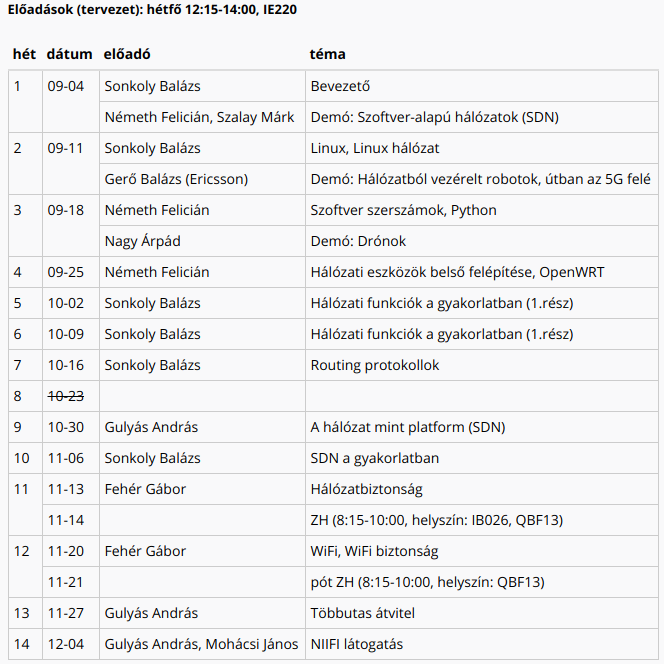 Előadások (tervezet): hétfő 12:15-14:00, IE220
hét dátum előadó téma
1 09-04 Sonkoly Balázs Bevezető
Németh Felicián, Szalay Márk Demó: Szoftver-alapú hálózatok (SDN)
2 09-11 Sonkoly Balázs Linux, Linux hálózat
Gerő Balázs (Ericsson) Demó: Hálózatból vezérelt robotok, útban az 5G felé
3 09-18 Németh Felicián Szoftver szerszámok, Python
Nagy Árpád Demó: Drónok
4 09-25 Németh Felicián Hálózati eszközök belső felépítése, OpenWRT
5 10-02 Sonkoly Balázs Hálózati funkciók a gyakorlatban (1.rész)
6 10-09 Sonkoly Balázs Hálózati funkciók a gyakorlatban (1.rész)
7 10-16 Sonkoly Balázs Routing protokollok
8 10-23
9 10-30 Gulyás András A hálózat mint platform (SDN)
10 11-06 Sonkoly Balázs SDN a gyakorlatban
11 11-13 Fehér Gábor Hálózatbiztonság
11-14 ZH (8:15-10:00, helyszín: IB026, QBF13)
12 11-20 Fehér Gábor WiFi, WiFi biztonság
11-21 pót ZH (8:15-10:00, helyszín: QBF13)
13 11-27 Gulyás András Többutas átvitel
14 12-04 Gulyás András, Mohácsi János NIIFI látogatás